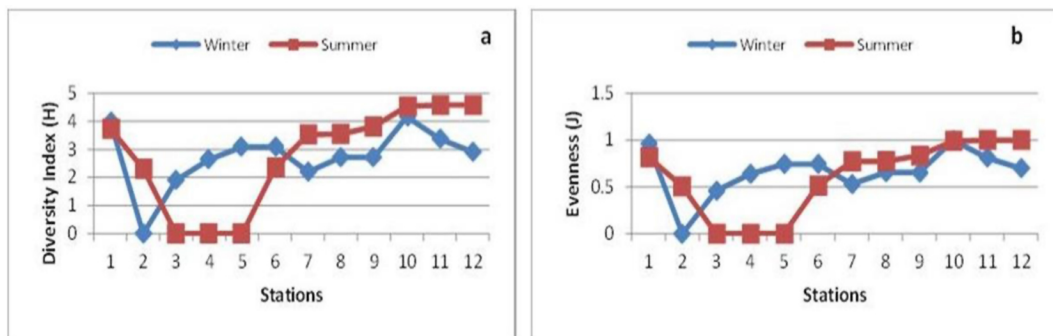 a
Winter Summer
Diversity Index (H)
5
4
3
2
1
0
1 2 3 4 5 6 7 8 9 10 11 12
Stations
b
Winter Summer
Evenness (J)
1.5
1
0.5
0
1 2 3 4 5 6 7 8 9 10 11 12
Stations